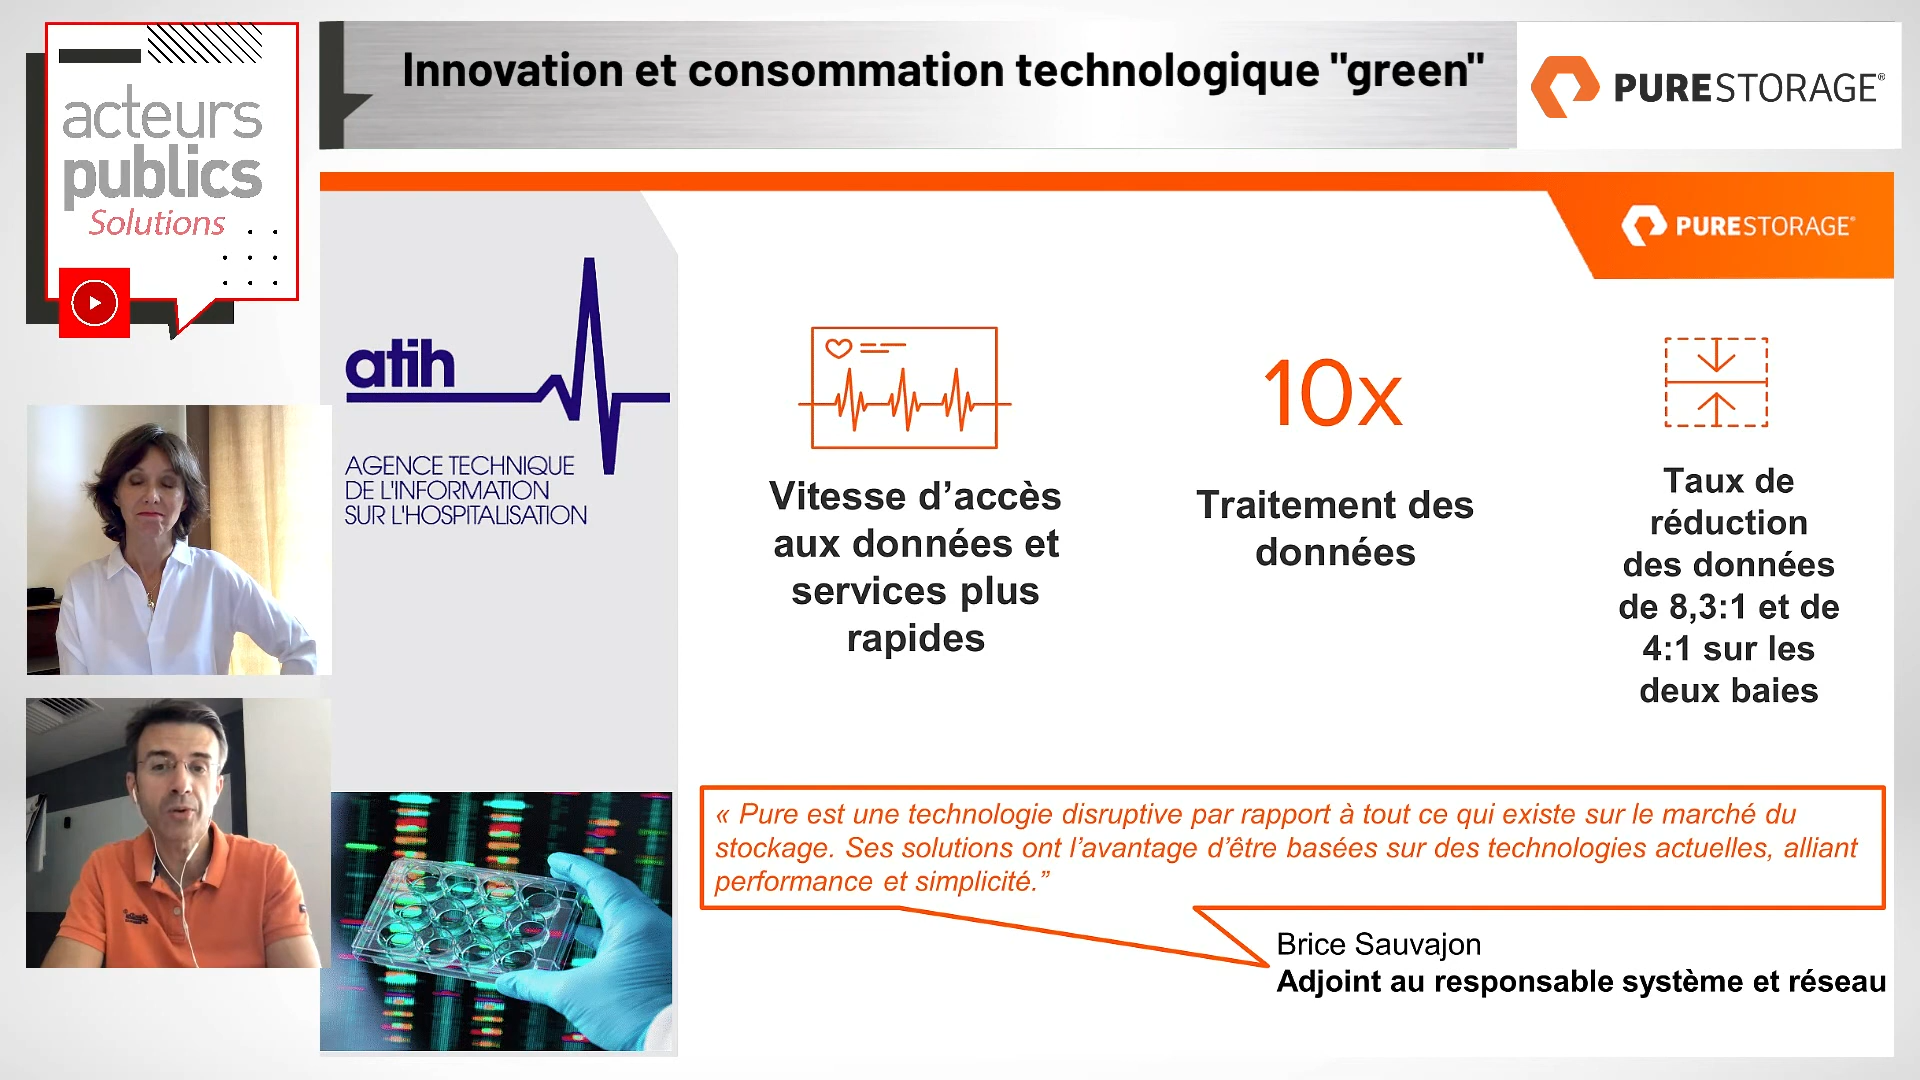 acteurs
publics
Solutions
Innovation et consommation technologique "green"
PURESTORAGE®
PURESTORAGE®
atih
AGENCE TECHNIQUE
DE L'INFORMATION
SUR L'HOSPITALISATION
Vitesse d’accès
aux données et
services plus
rapides
10x
Traitement des
données
Taux de
réduction
des données
de 8,3:1 et de
4:1 sur les
deux baies
« Pure est une technologie disruptive par rapport à tout ce qui existe sur le marché du
stockage. Ses solutions ont l’avantage d’être basées sur des technologies actuelles, alliant
performance et simplicité.”
Brice Sauvajon
Adjoint au responsable système et réseau